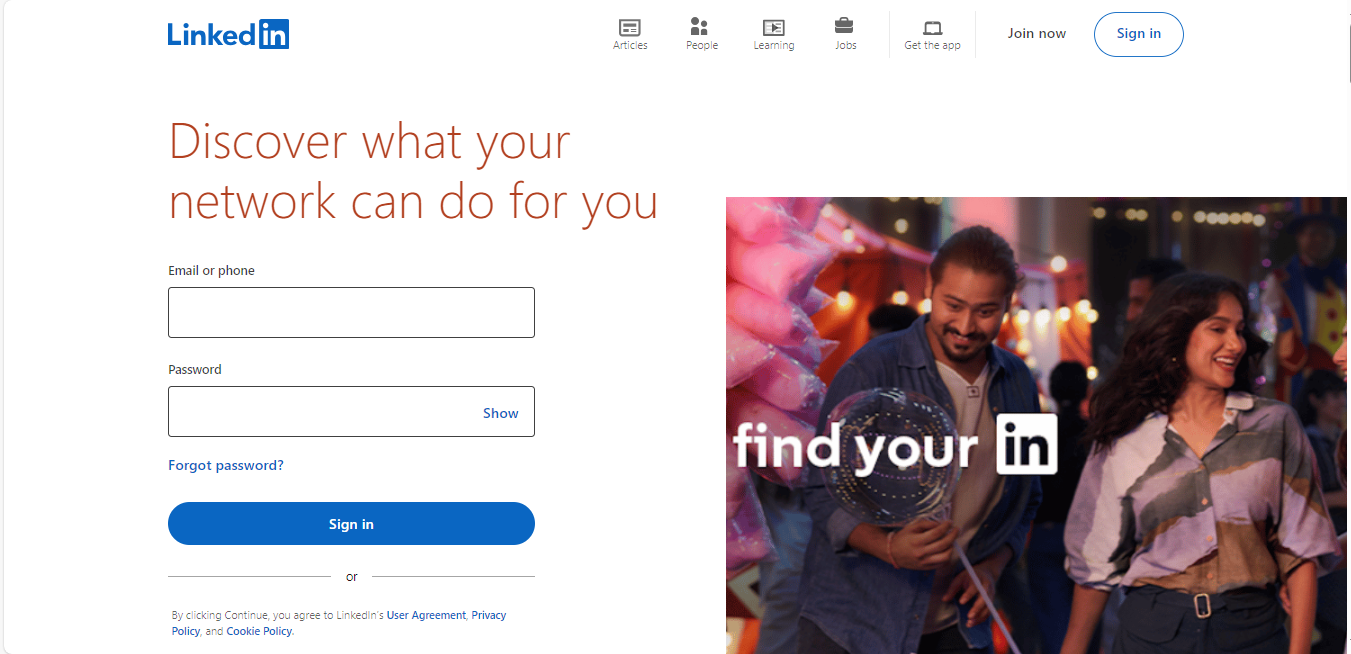 Linked in
Articles
People
Learning
Jobs
Get the app
Join now
Sign in
Discover what your
network can do for you
Email or phone
Password
Show
Forgot password?
Sign in
or
By clicking Continue, you agree to LinkedIn's User Agreement, Privacy
Policy, and Cookie Policy.
find your in